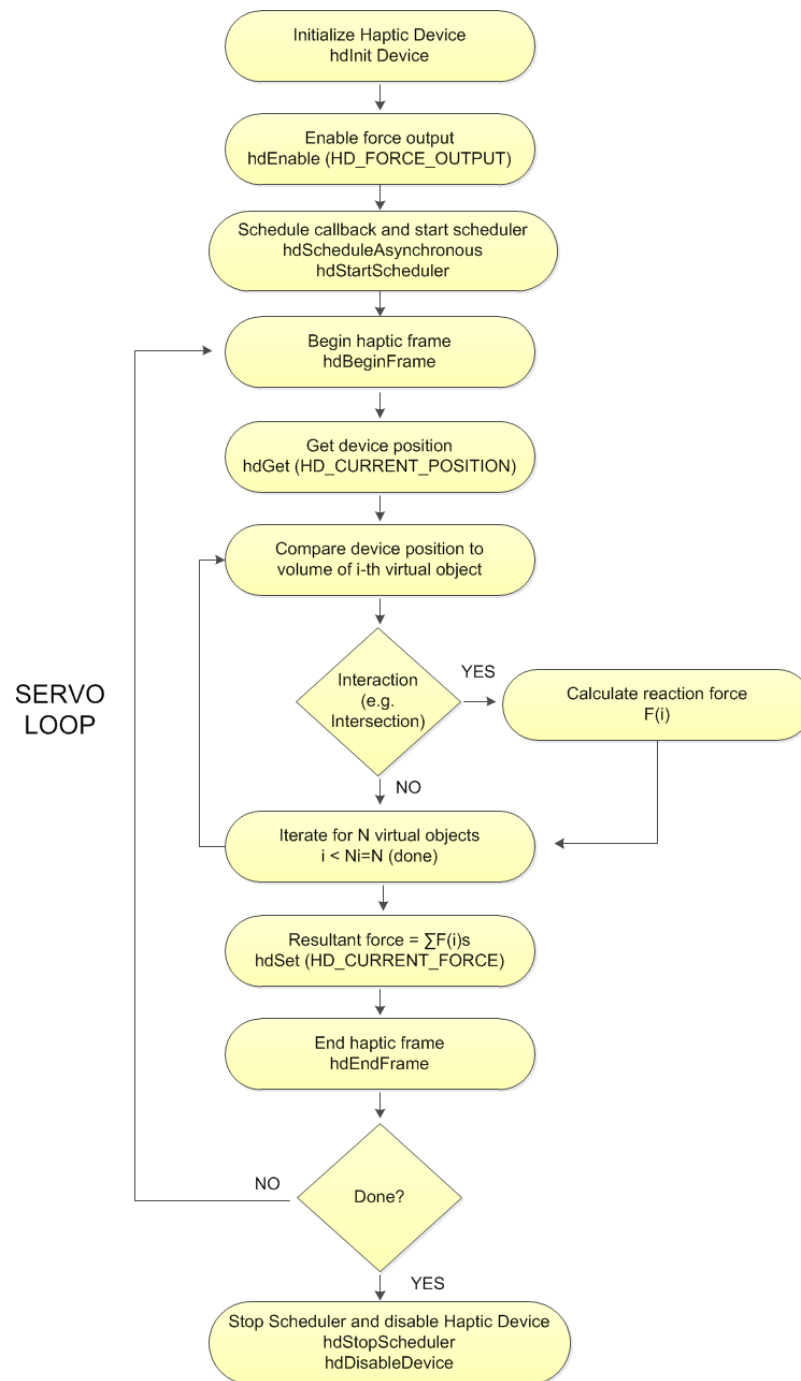 Initialize Haptic Device
hdInit Device
Enable force output
hdEnable (HD_FORCE_OUTPUT)
Schedule callback and start scheduler
hdScheduleAsynchronous
hdStartScheduler
Begin haptic frame
hdBeginFrame
Get device position
hdGet (HD_CURRENT_POSITION)
Compare device position to
volume of i-th virtual object
SERVO
LOOP
Interaction
(e.g.
Intersection)
YES
Calculate reaction force
F(i)
NO
Iterate for N virtual objects
i < Ni=N (done)
Resultant force = ∑F(i)s
hdSet (HD_CURRENT_FORCE)
End haptic frame
hdEndFrame
NO
Done?
YES
Stop Scheduler and disable Haptic Device
hdStopScheduler
hdDisableDevice